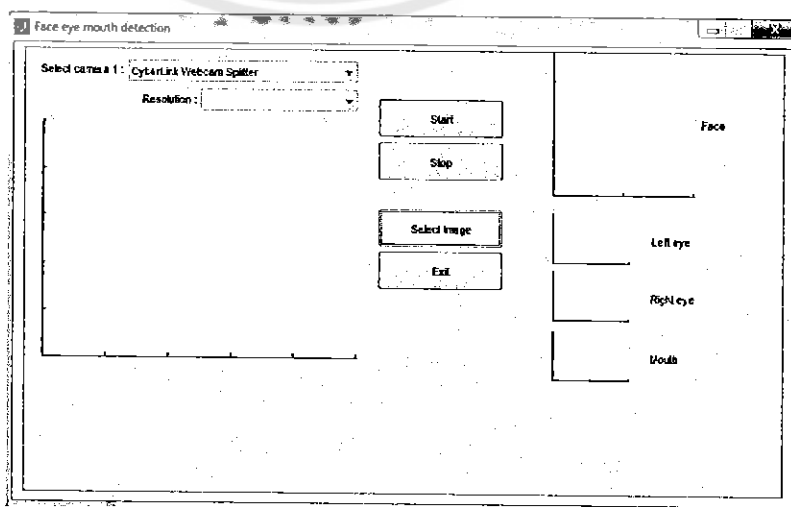 Face eye mouth detection
Select camera 1 : CyberLink Webcam Splitter
Resolution :
Start
Face
Stop
Select Image
Left eye
Exit
Right eye
Mouth